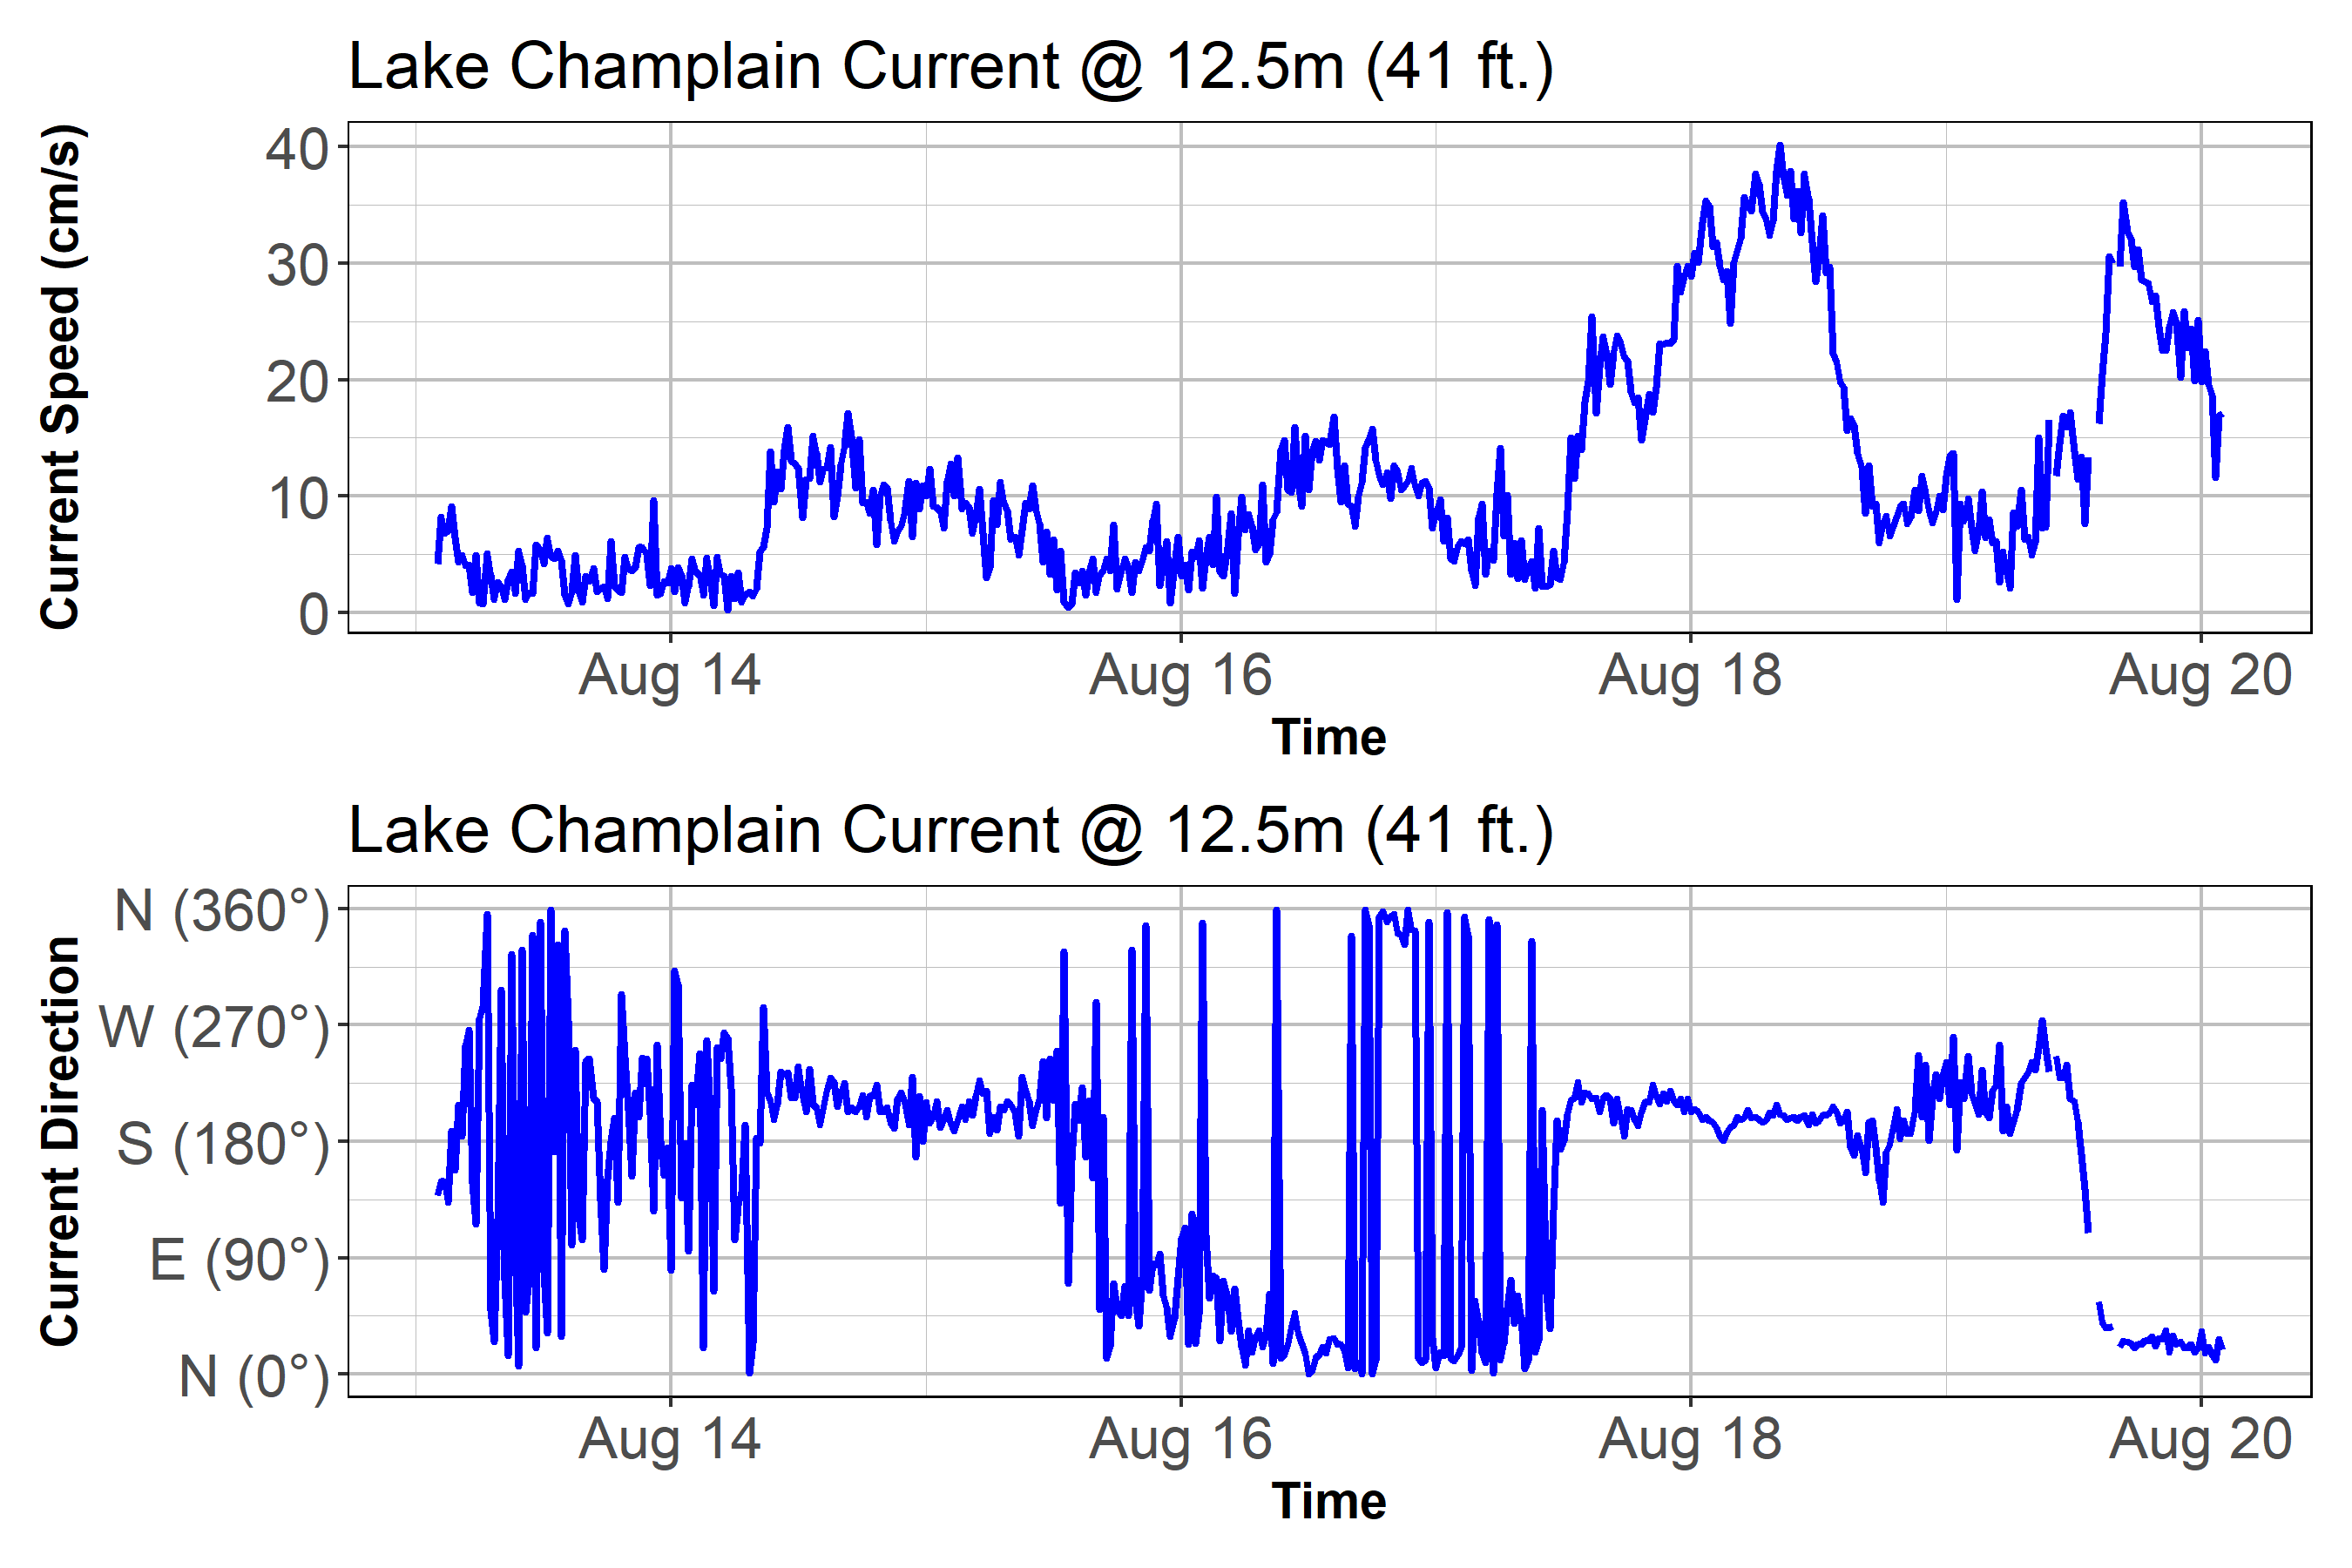 Lake Champlain Current @ 12.5m (41 ft.)
Current Speed (cm/s)
40
30
20
10
0
Aug 14 Aug 16 Aug 18 Aug 20
Time
Lake Champlain Current @ 12.5m (41 ft.)
Current Direction
N (360°)
W (270°)
S (180°)
E (90°)
N (0°)
Aug 14 Aug 16 Aug 18 Aug 20
Time